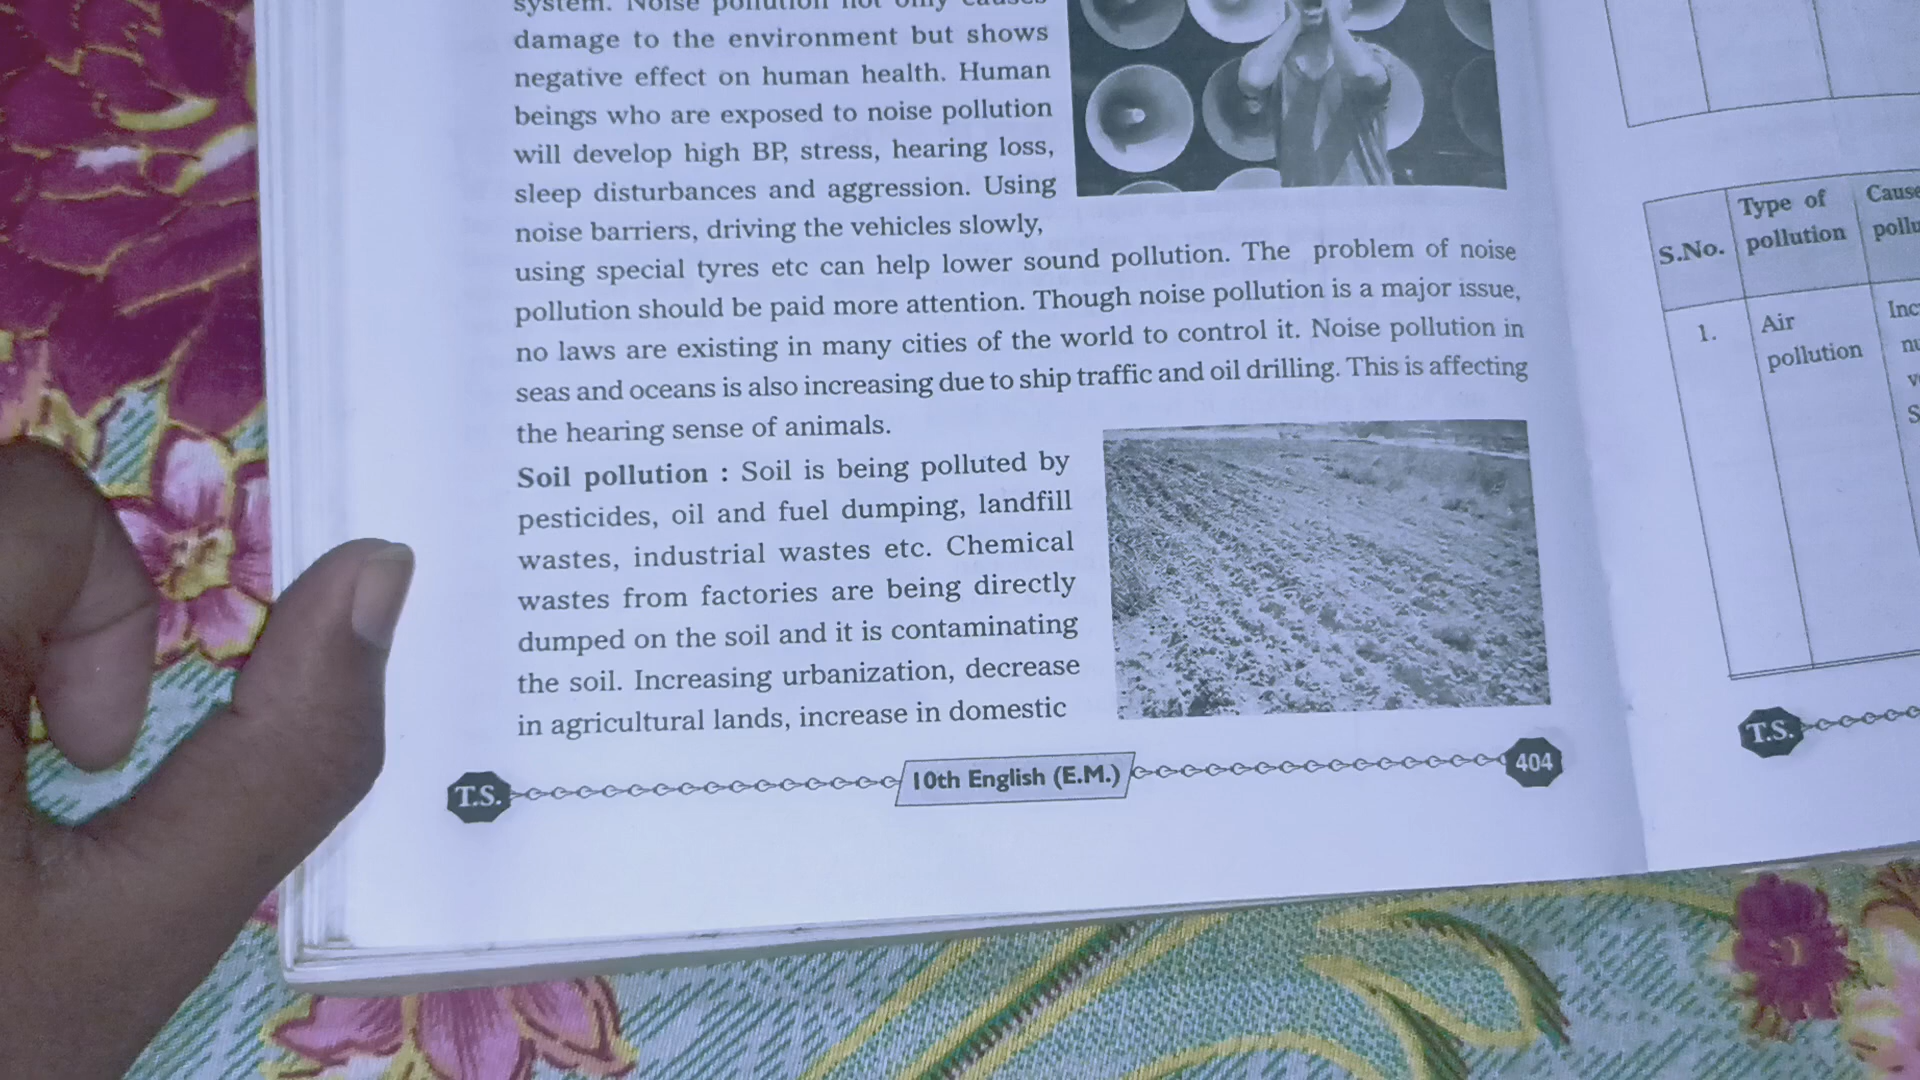 system. Noise pollution not only causes
damage to the environment but shows
negative effect on human health. Human
beings who are exposed to noise pollution
will develop high BP, stress, hearing loss,
sleep disturbances and aggression. Using
noise barriers, driving the vehicles slowly,
using special tyres etc can help lower sound pollution. The problem of noise
pollution should be paid more attention. Though noise pollution is a major issue,
no laws are existing in many cities of the world to control it. Noise pollution in
seas and oceans is also increasing due to ship traffic and oil drilling. This is affecting
the hearing sense of animals.
Soil pollution : Soil is being polluted by
pesticides, oil and fuel dumping, landfill
wastes, industrial wastes etc. Chemical
wastes from factories are being directly
dumped on the soil and it is contaminating
the soil. Increasing urbanization, decrease
in agricultural lands, increase in domestic
T.S. 10th English (E.M.) 404
S.No. Type of
pollution
1. Air
pollution
T.S.